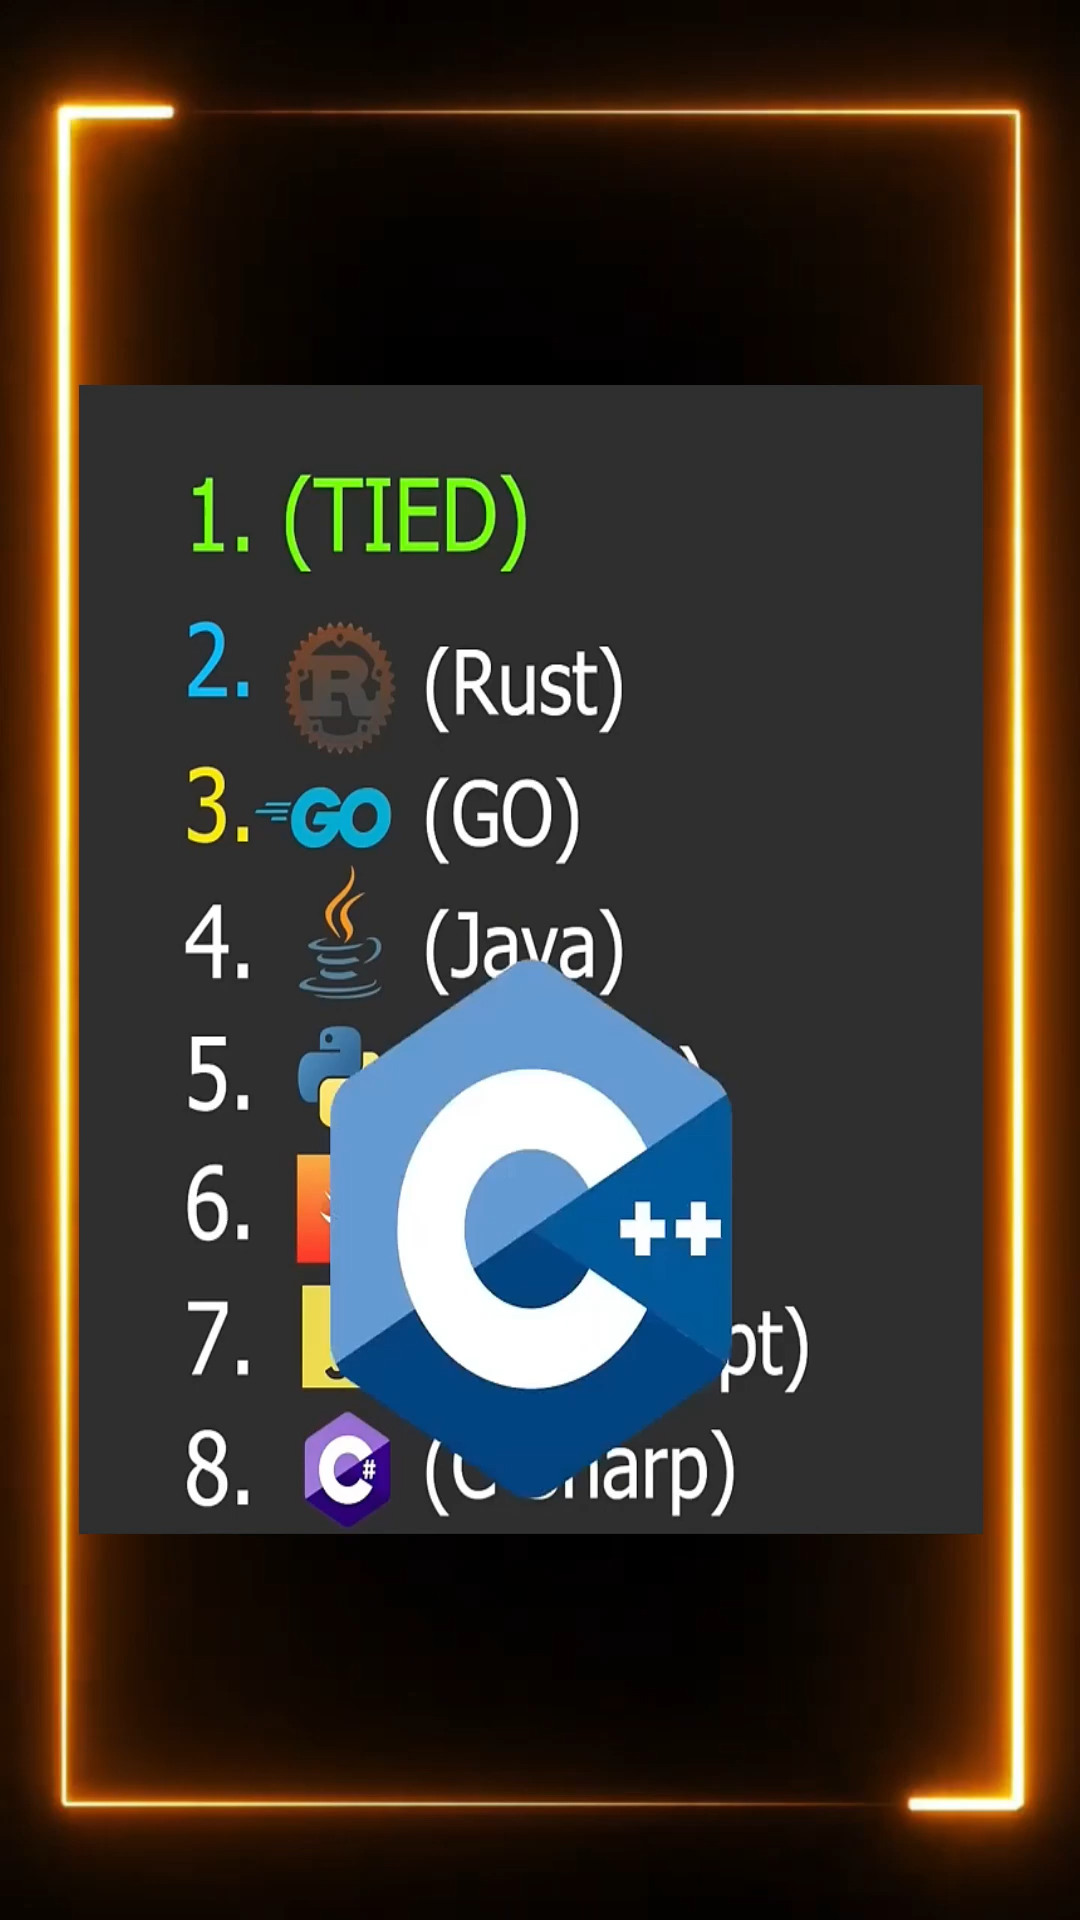 1. (TIED)
2. R (Rust)
3. GO (GO)
4. (Java)
5. )
6.
7. pt)
8. C# (C arp)
C++